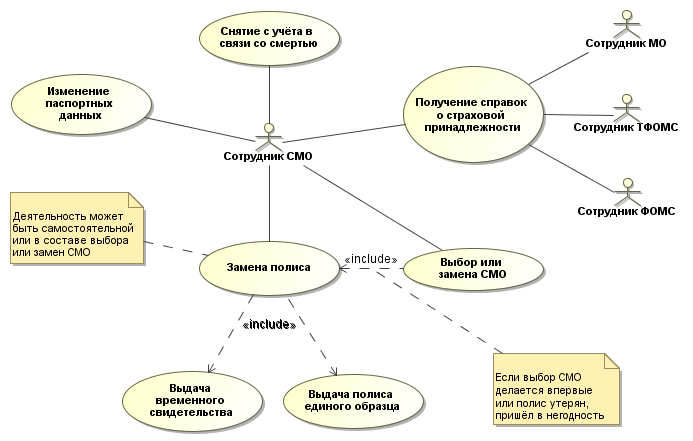 Снятие с учёта в
связи со смертью
Сотрудник МО
Изменение
паспортных
данных
Получение справок
о страховой
принадлежности
Сотрудник ТФОМС
Сотрудник СМО
Сотрудник ФОМС
Деятельность может
быть самостоятельной
или в составе выбора
или замен СМО
Замена полиса
«include»
Выбор или
замена СМО
«include»
Выдача
временного
свидетельства
Выдача полиса
единого образца
Если выбор СМО
делается впервые
или полис утерян,
пришёл в негодность